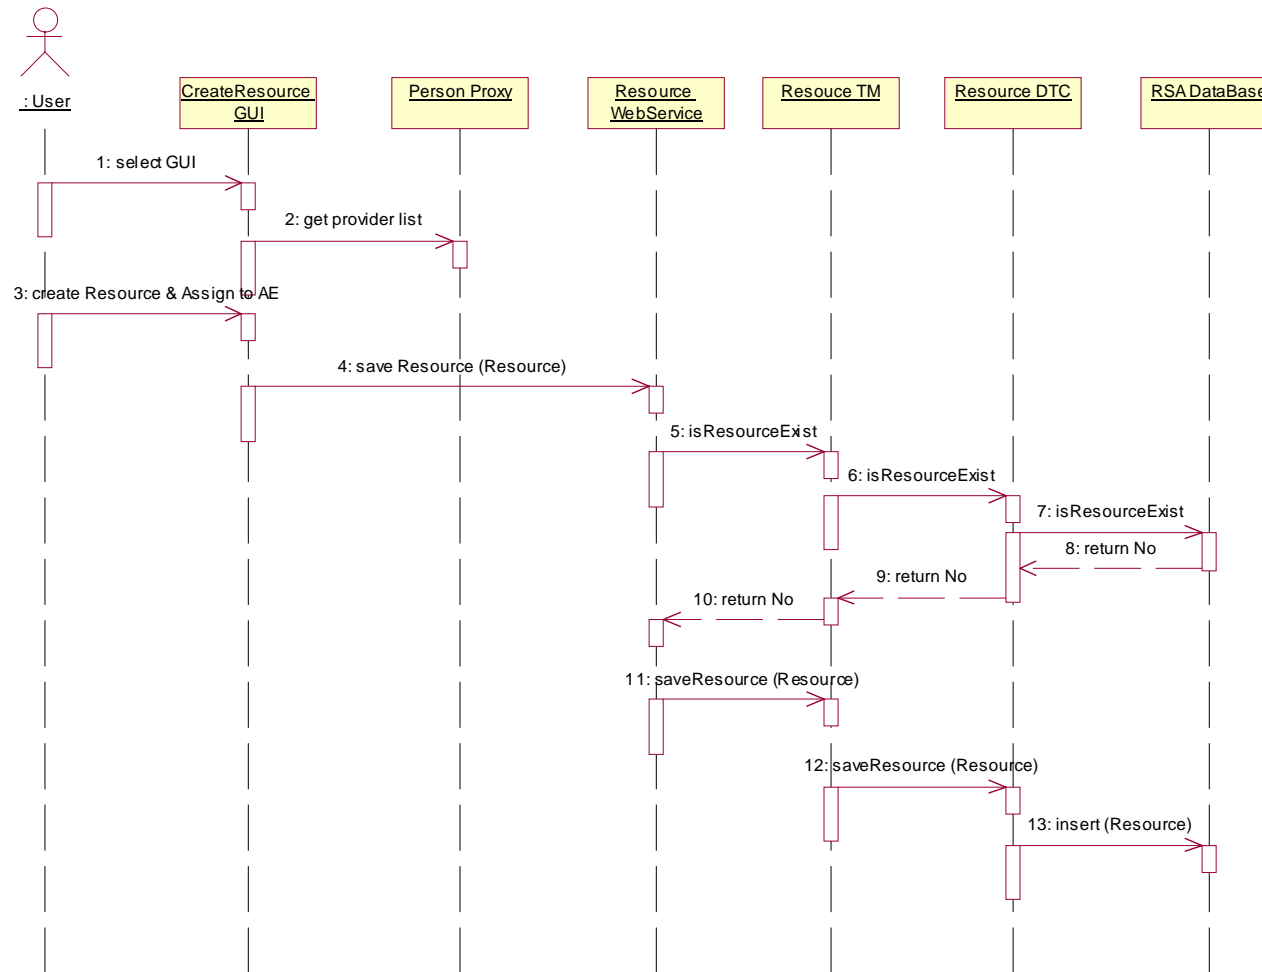 : User
CreateResource
GUI
Person Proxy
Resource
WebService
Resouce TM
Resource DTC
RSA DataBase
1: select GUI
2: get provider list
3: create Resource & Assign to AE
4: save Resource (Resource)
5: isResourceExist
6: isResourceExist
7: isResourceExist
8: return No
9: return No
10: return No
11: saveResource (Resource)
12: saveResource (Resource)
13: insert (Resource)